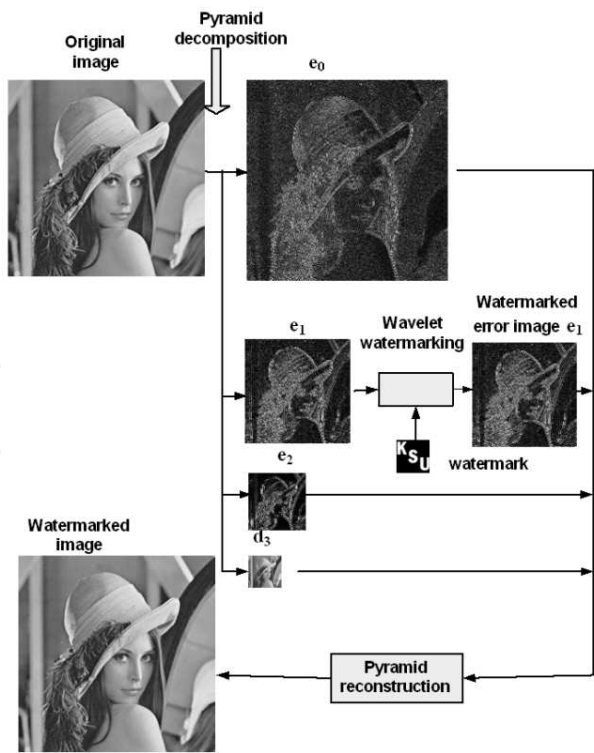 Pyramid
decomposition
Original
image
e0
e1
Wavelet
watermarking
Watermarked
error image e1
KSU
watermark
e2
d3
Watermarked
image
Pyramid
reconstruction